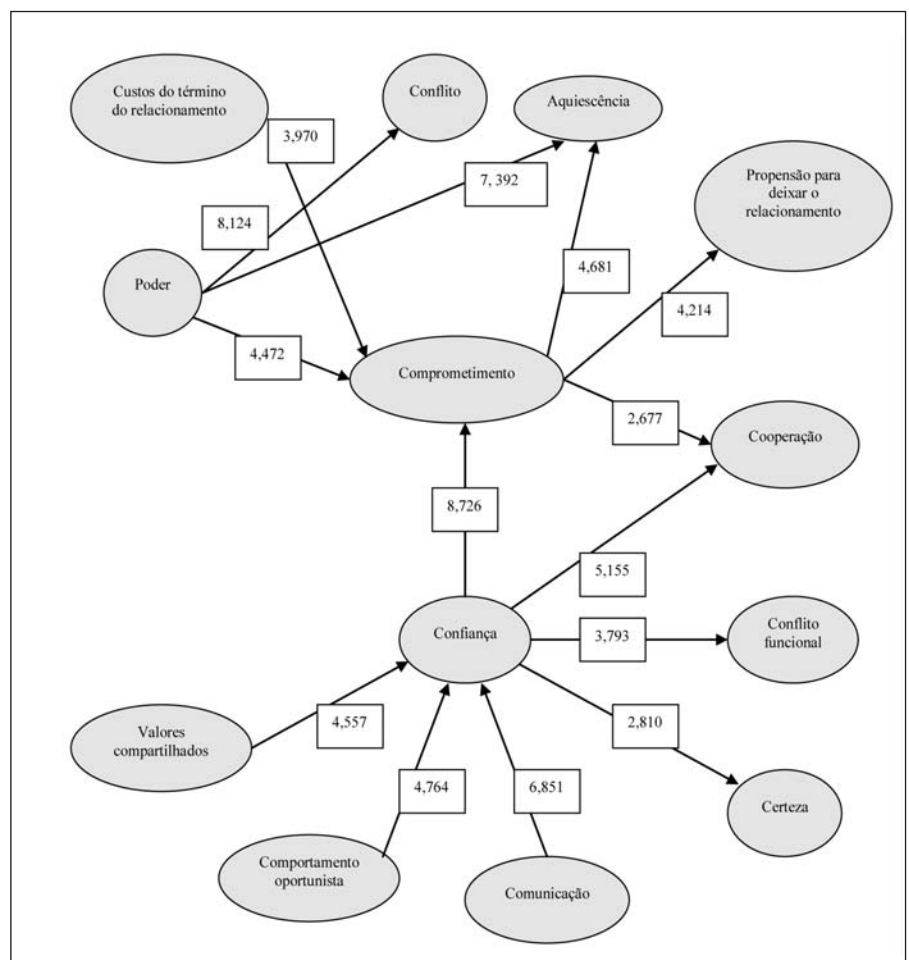 Custos do término
do relacionamento
Conflito
Aquiescência
3,970
Propensão para
deixar o
relacionamento
7, 392
8,124
Poder
4,681
4,214
4,472
Comprometimento
2,677
Cooperação
8,726
5,155
Confiança
3,793
Conflito
funcional
4,557
2,810
Valores
compartilhados
4,764
6,851
Certeza
Comportamento
oportunista
Comunicação